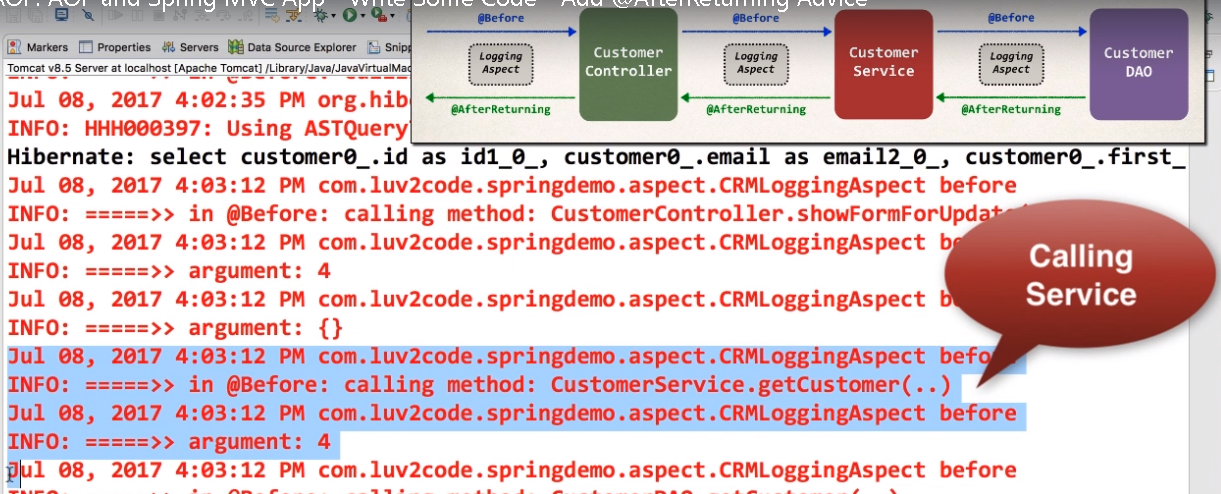 AOP: AOP and Spring MVC App - Write Some Code - Add @AfterReturning Advice
Markers Properties Servers Data Source Explorer Snipp
Tomcat v8.5 Server at localhost [Apache Tomcat] /Library/Java/JavaVirtualMac
@Before @Before @Before
Logging Aspect
Customer Controller
Logging Aspect
Customer Service
Logging Aspect
Customer DAO
@AfterReturning @AfterReturning @AfterReturning
Jul 08, 2017 4:02:35 PM org.hib
INFO: HHH000397: Using ASTQuery
Hibernate: select customer0_.id as id1_0_, customer0_.email as email2_0_, customer0_.first_
Jul 08, 2017 4:03:12 PM com.luv2code.springdemo.aspect.CRMLoggingAspect before
INFO: =====>> in @Before: calling method: CustomerController.showFormForUpdate
Jul 08, 2017 4:03:12 PM com.luv2code.springdemo.aspect.CRMLoggingAspect be
INFO: =====>> argument: 4
Jul 08, 2017 4:03:12 PM com.luv2code.springdemo.aspect.CRMLoggingAspect b
INFO: =====>> argument: {}
Calling
Service
Jul 08, 2017 4:03:12 PM com.luv2code.springdemo.aspect.CRMLoggingAspect before
INFO: =====>> in @Before: calling method: CustomerService.getCustomer(..)
Jul 08, 2017 4:03:12 PM com.luv2code.springdemo.aspect.CRMLoggingAspect before
INFO: =====>> argument: 4
Jul 08, 2017 4:03:12 PM com.luv2code.springdemo.aspect.CRMLoggingAspect before
INFO: =====>> in @Before: calling method: CustomerDAO.getCustomer(..)